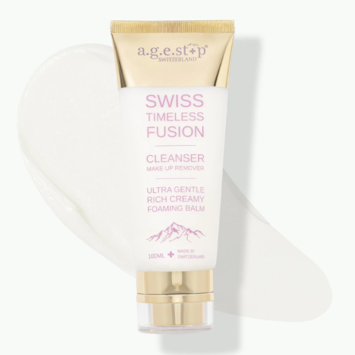 a.g.e.stop
SWITZERLAND
SWISS
TIMELESS
FUSION
CLEANSER
MAKE UP REMOVER
ULTRA GENTLE
RICH CREAMY
FOAMING BALM
200ML
MADE IN
SWITZERLAND